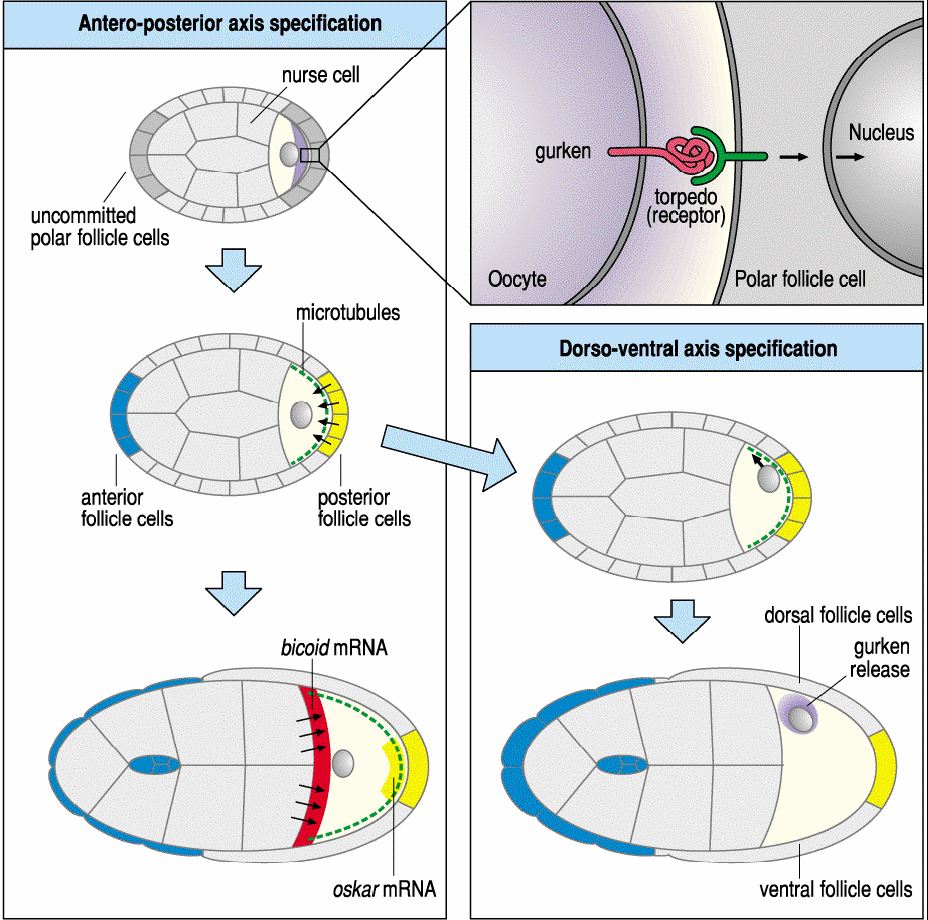 Antero-posterior axis specification
nurse cell
uncommitted
polar follicle cells
gurken
torpedo
(receptor)
Nucleus
Oocyte
Polar follicle cell
microtubules
anterior
follicle cells
posterior
follicle cells
bicoid mRNA
oskar mRNA
Dorso-ventral axis specification
dorsal follicle cells
gurken
release
ventral follicle cells